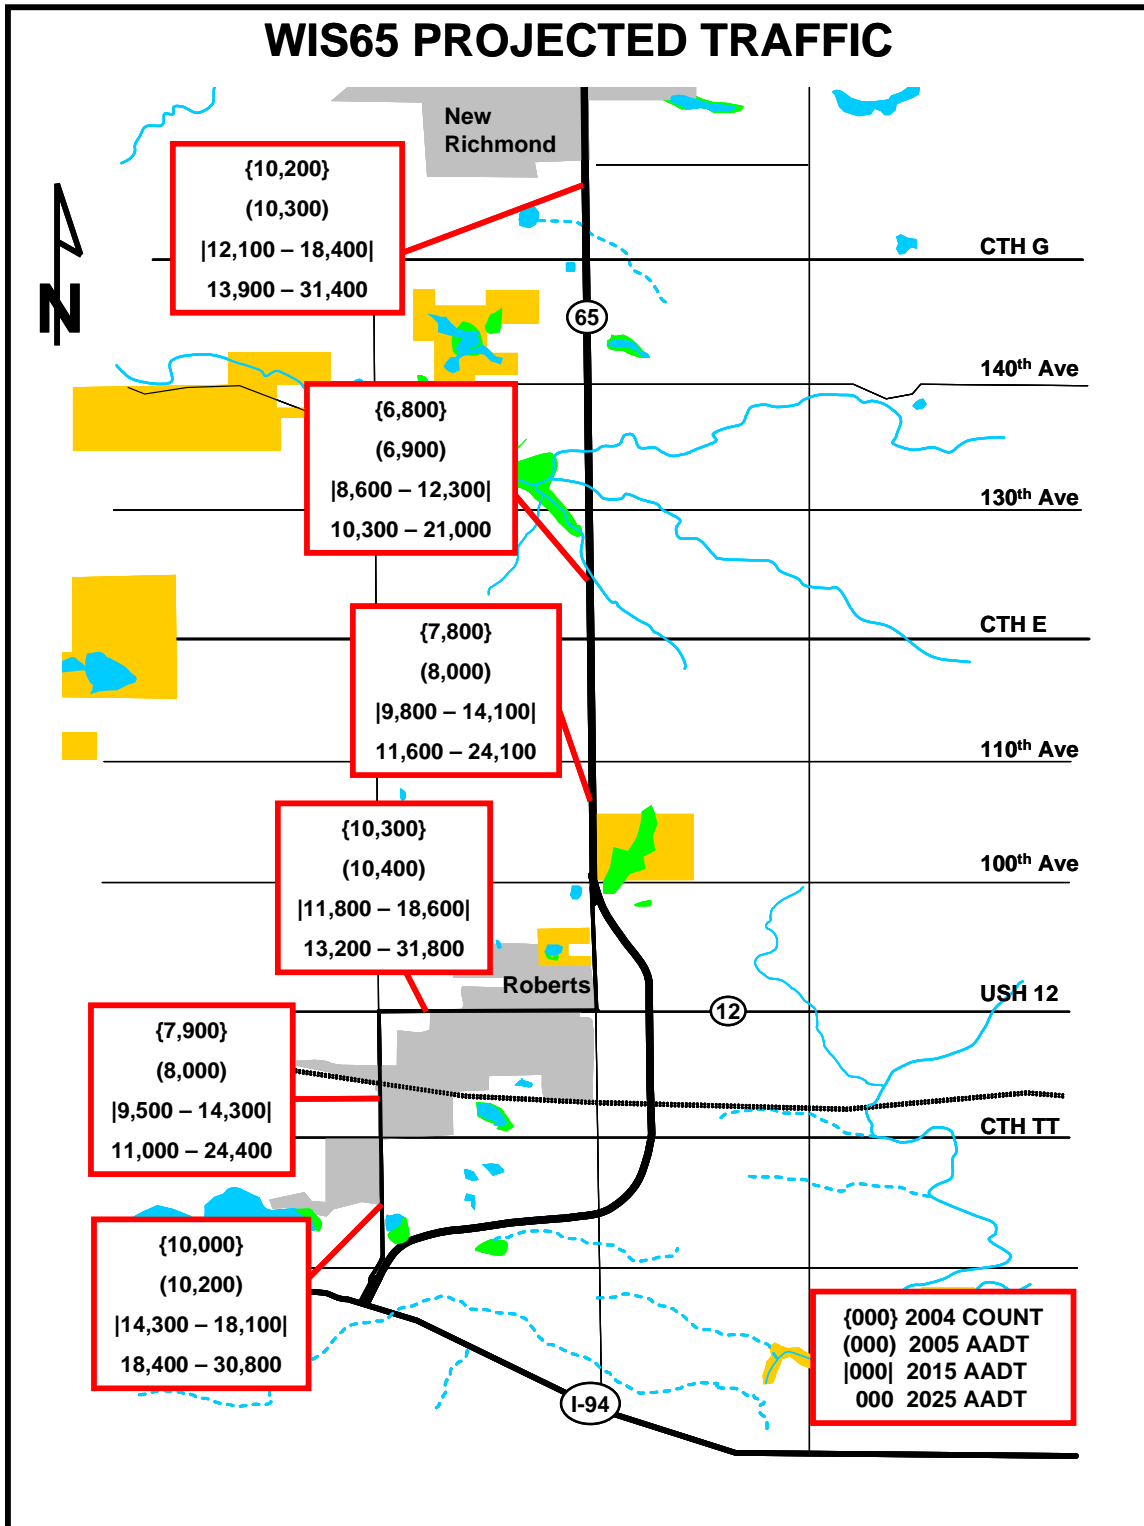 WIS65 PROJECTED TRAFFIC
New
Richmond
{10,200}
(10,300)
|12,100 – 18,400|
13,900 – 31,400
N
CTH G
65
140th Ave
{6,800}
(6,900)
|8,600 – 12,300|
10,300 – 21,000
130th Ave
{7,800}
(8,000)
|9,800 – 14,100|
11,600 – 24,100
CTH E
110th Ave
{10,300}
(10,400)
|11,800 – 18,600|
13,200 – 31,800
100th Ave
Roberts
USH 12
12
{7,900}
(8,000)
|9,500 – 14,300|
11,000 – 24,400
CTH TT
{10,000}
(10,200)
|14,300 – 18,100|
18,400 – 30,800
{000} 2004 COUNT
(000) 2005 AADT
|000| 2015 AADT
000 2025 AADT
I-94